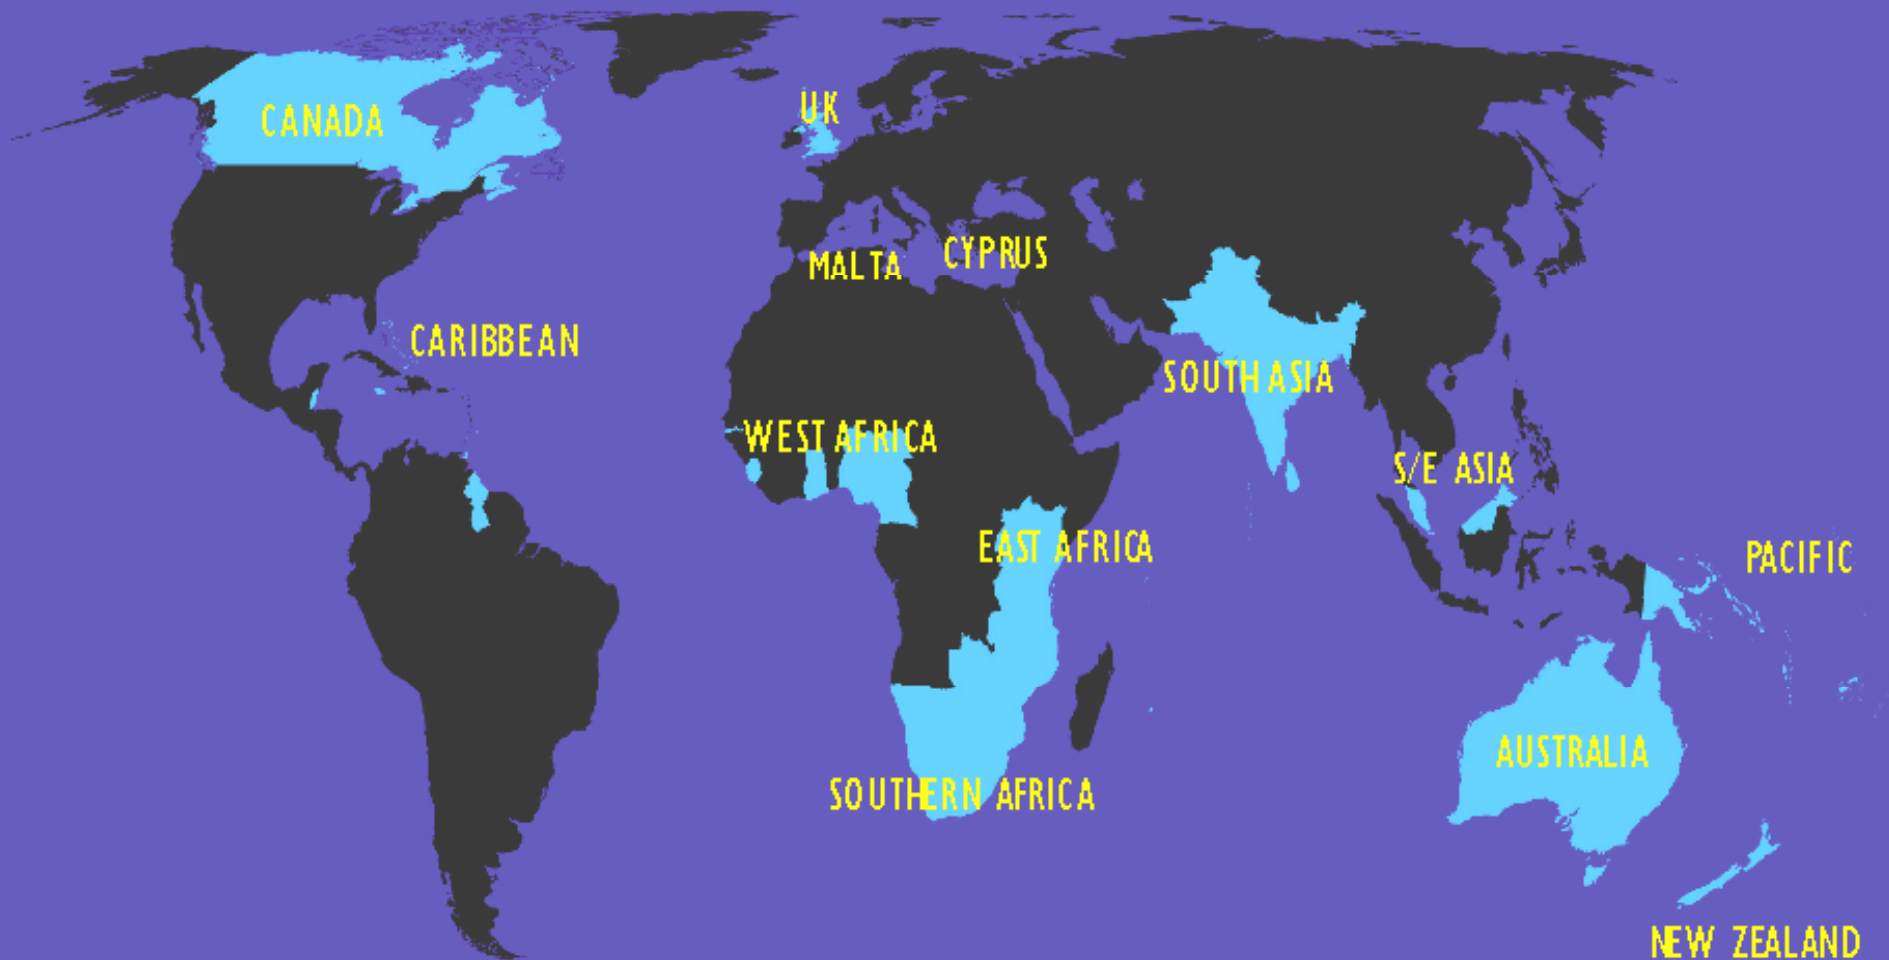 UK
CANADA
CYPRUS
MALTA
CARIBBEAN
SOUTH ASIA
WEST AFRICA
S/E ASIA
EAST AFRICA
PACIFIC
AUSTRALIA
SOUTHERN AFRICA
NEW ZEALAND